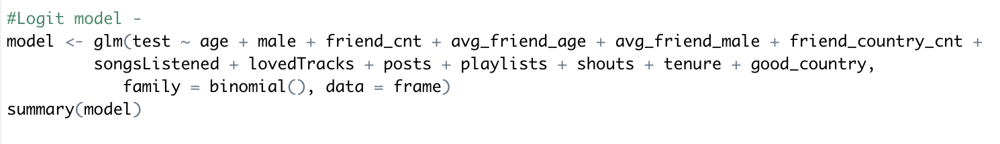 #Logit model -
model <- glm(test ~ age + male + friend_cnt + avg_friend_age + avg_friend_male + friend_country_cnt +
songsListened + lovedTracks + posts + playlists + shouts + tenure + good_country,
family = binomial(), data = frame)
summary(model)